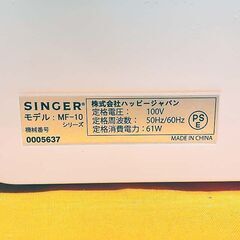 SINGER
モデル : MF-10
シリーズ
機械番号
0005637
株式会社ハッピージャパン
定格電圧 : 100V
定格周波数 : 50Hz/60Hz
定格消費電力 : 61W
PS
E
MADE IN CHINA